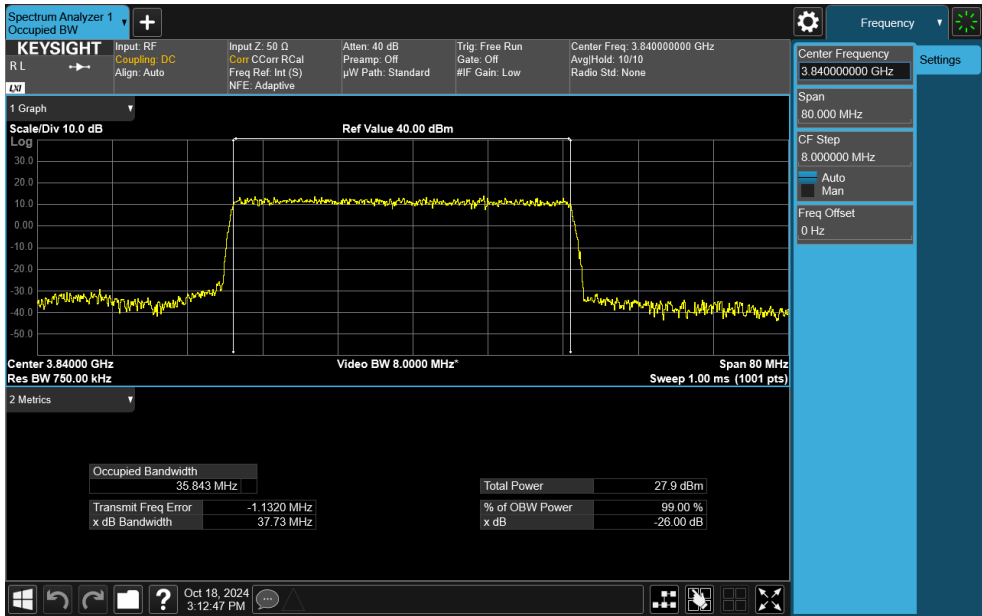 Spectrum Analyzer 1
Occupied BW
Frequency
KEYSIGHT
R L
LXI
Input: RF
Coupling: DC
Align: Auto
Input Z: 50 Ω
Corr CCorr RCal
Freq Ref: Int (S)
NFE: Adaptive
Atten: 40 dB
Preamp: Off
µW Path: Standard
Trig: Free Run
Gate: Off
#IF Gain: Low
Center Freq: 3.840000000 GHz
Avg|Hold: 10/10
Radio Std: None
Center Frequency
3.840000000 GHz
Settings
Span
80.000 MHz
CF Step
8.000000 MHz
Auto
Man
Freq Offset
0 Hz
1 Graph
Scale/Div 10.0 dB
Ref Value 40.00 dBm
Log
30.0
20.0
10.0
0.00
-10.0
-20.0
-30.0
-40.0
-50.0
Center 3.84000 GHz
Video BW 8.0000 MHz*
Span 80 MHz
Res BW 750.00 kHz
Sweep 1.00 ms (1001 pts)
2 Metrics
Occupied Bandwidth
35.843 MHz
Total Power 27.9 dBm
Transmit Freq Error -1.1320 MHz
% of OBW Power 99.00 %
x dB Bandwidth 37.73 MHz
x dB -26.00 dB
?
Oct 18, 2024
3:12:47 PM